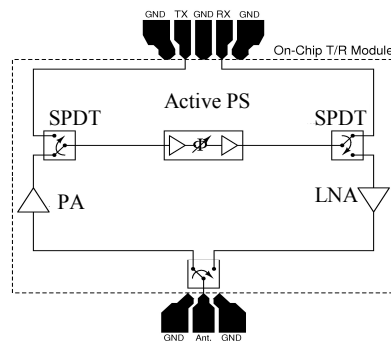 GND TX GND RX GND
On-Chip T/R Module
SPDT Active PS SPDT
Φ
PA LNA
GND Ant. GND